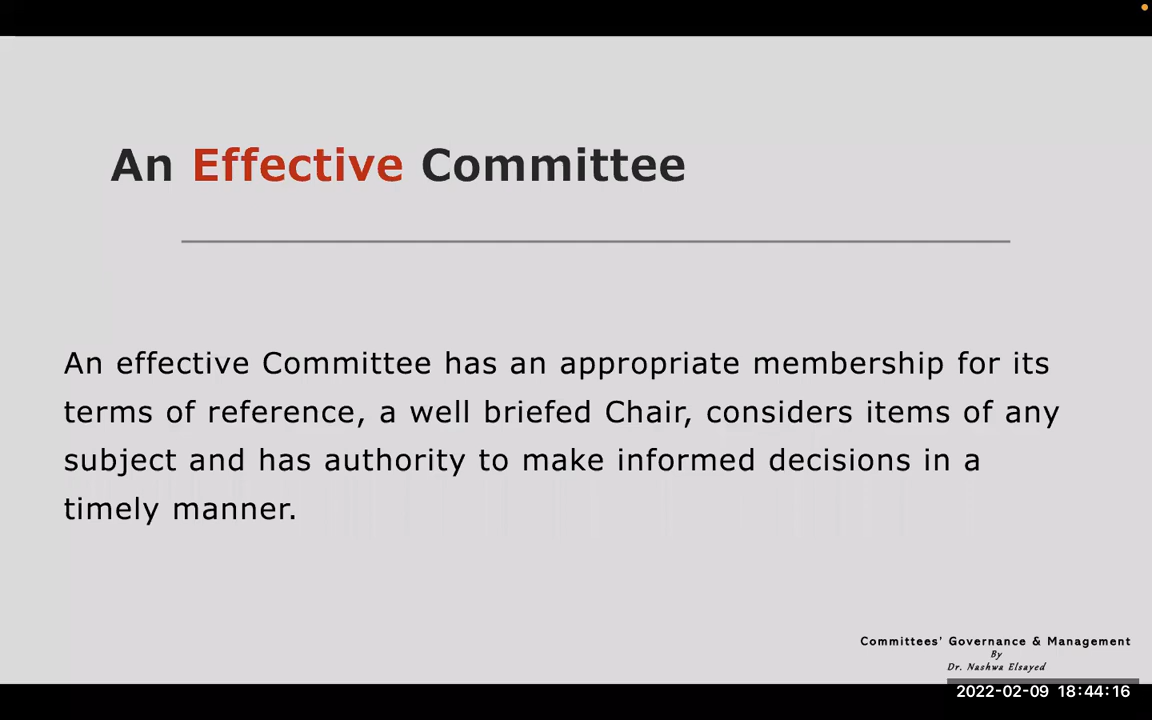 An Effective Committee
An effective Committee has an appropriate membership for its
terms of reference, a well briefed Chair, considers items of any
subject and has authority to make informed decisions in a
timely manner.
Committees' Governance & Management
By
Dr. Nashwa Elsayed
2022-02-09 18:44:16